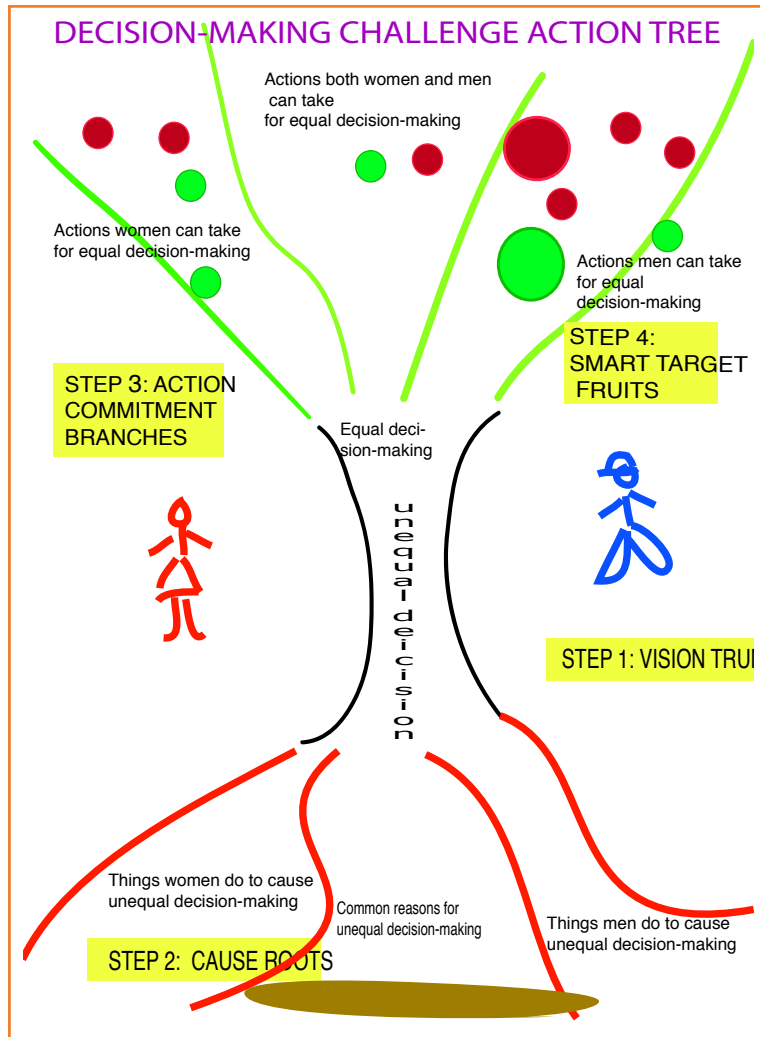 DECISION-MAKING CHALLENGE ACTION TREE
Actions both women and men
can take
for equal decision-making
Actions women can take
for equal decision-making
Actions men can take
for equal
decision-making
STEP 4:
SMART TARGET
FRUITS
STEP 3: ACTION
COMMITMENT
BRANCHES
Equal deci-
sion-making
unequal deicision
STEP 1: VISION TRU
Things women do to cause
unequal decision-making
Common reasons for
unequal decision-making
Things men do to cause
unequal decision-making
STEP 2: CAUSE ROOTS